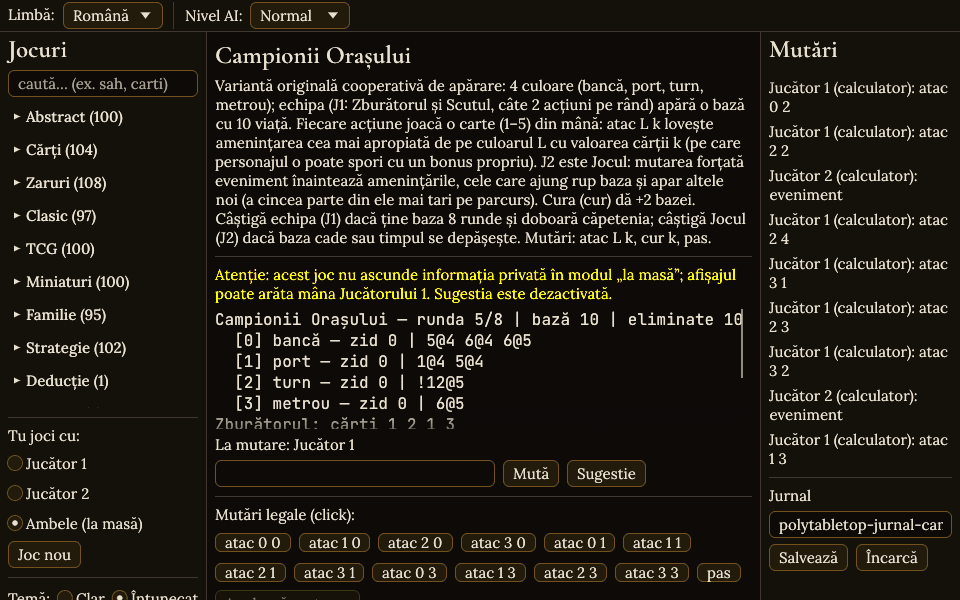 Limbă: Română ▼ Nivel AI: Normal ▼
Jocuri
caută... (ex. sah, carti)
▸ Abstract (100)
▸ Cărți (104)
▸ Zaruri (108)
▸ Clasic (97)
▸ TCG (100)
▸ Miniaturi (100)
▸ Familie (95)
▸ Strategie (102)
▸ Deducție (1)
Tu joci cu:
Jucător 1
Jucător 2
Ambele (la masă)
Joc nou
Temă: Clar Întunecat
Campionii Orașului
Variantă originală cooperativă de apărare: 4 culoare (bancă, port, turn,
metrou); echipa (J1: Zburătorul și Scutul, câte 2 acțiuni pe rând) apără o bază
cu 10 viață. Fiecare acțiune joacă o carte (1–5) din mână: atac L k lovește
amenințarea cea mai apropiată de pe culoarul L cu valoarea cărții k (pe care
personajul o poate spori cu un bonus propriu). J2 este Jocul: mutarea forțată
eveniment înaintează amenințările, cele care ajung rup baza și apar altele
noi (a cincea parte din ele mai tari pe parcurs). Cura (cur) dă +2 bazei.
Câștigă echipa (J1) dacă ține baza 8 runde și doboară căpetenia; câștigă Jocul
(J2) dacă baza cade sau timpul se depășește. Mutări: atac L k, cur k, pas.
Atenție: acest joc nu ascunde informația privată în modul „la masă”; afișajul
poate arăta mâna Jucătorului 1. Sugestia este dezactivată.
Campionii Orașului — runda 5/8 | bază 10 | eliminate 10
[0] bancă — zid 0 | 5@4 6@4 6@5
[1] port — zid 0 | 1@4 5@4
[2] turn — zid 0 | !12@5
[3] metrou — zid 0 | 6@5
Zburătorul: cărți 1 2 1 3
La mutare: Jucător 1
Mută Sugestie
Mutări legale (click):
atac 0 0 atac 1 0 atac 2 0 atac 3 0 atac 0 1 atac 1 1
atac 2 1 atac 3 1 atac 0 3 atac 1 3 atac 2 3 atac 3 3 pas
Mutări
Jucător 1 (calculator): atac
0 2
Jucător 1 (calculator): atac
2 2
Jucător 2 (calculator):
eveniment
Jucător 1 (calculator): atac
2 4
Jucător 1 (calculator): atac
3 1
Jucător 1 (calculator): atac
2 3
Jucător 1 (calculator): atac
3 2
Jucător 2 (calculator):
eveniment
Jucător 1 (calculator): atac
1 3
Jurnal
polytabletop-jurnal-car
Salvează Încarcă